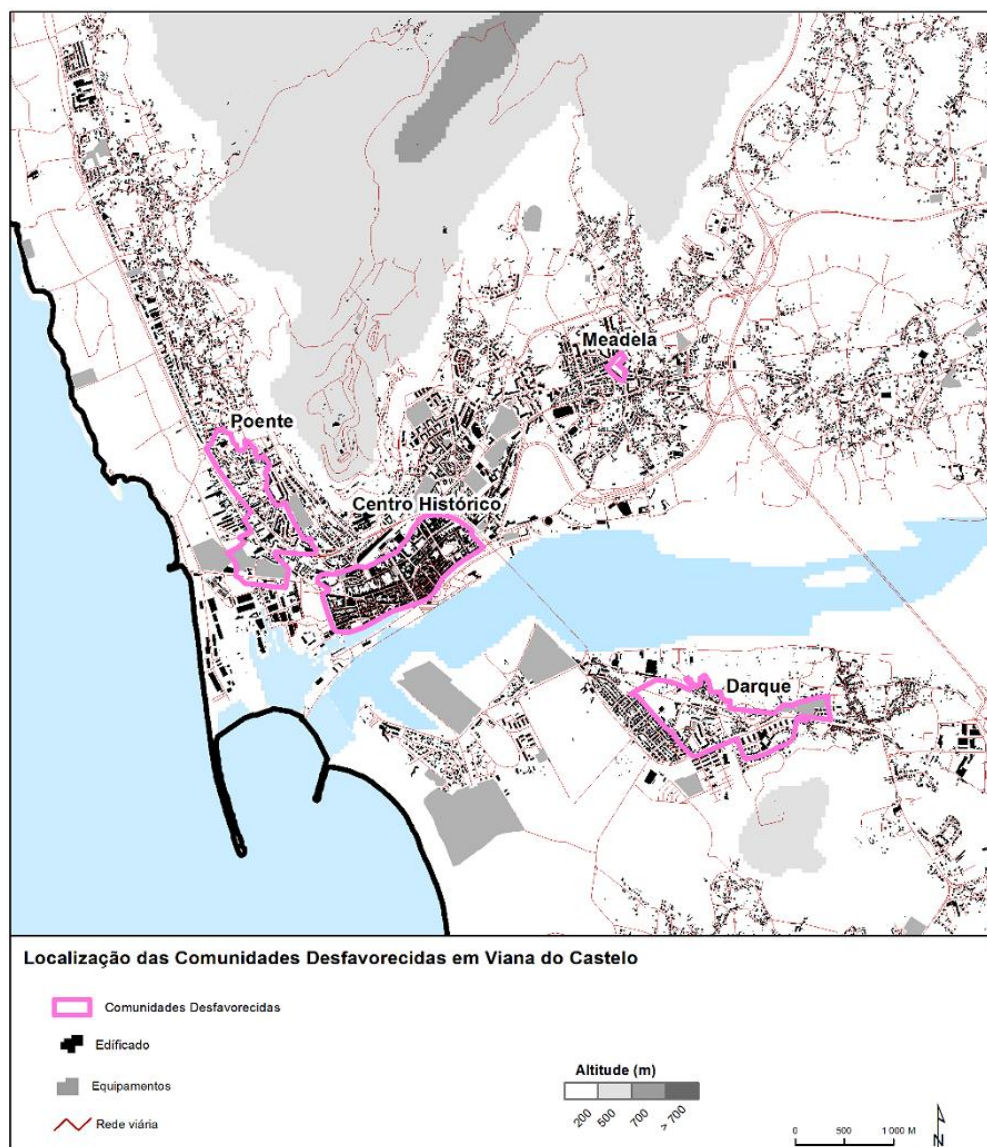 Meadela
Poente
Centro Histórico
Darque
Localização das Comunidades Desfavorecidas em Viana do Castelo
Comunidades Desfavorecidas
Edíficado
Equipamentos
Rede viária
Altitude (m)
200 500 700 > 700
0 500 1 000 M
N